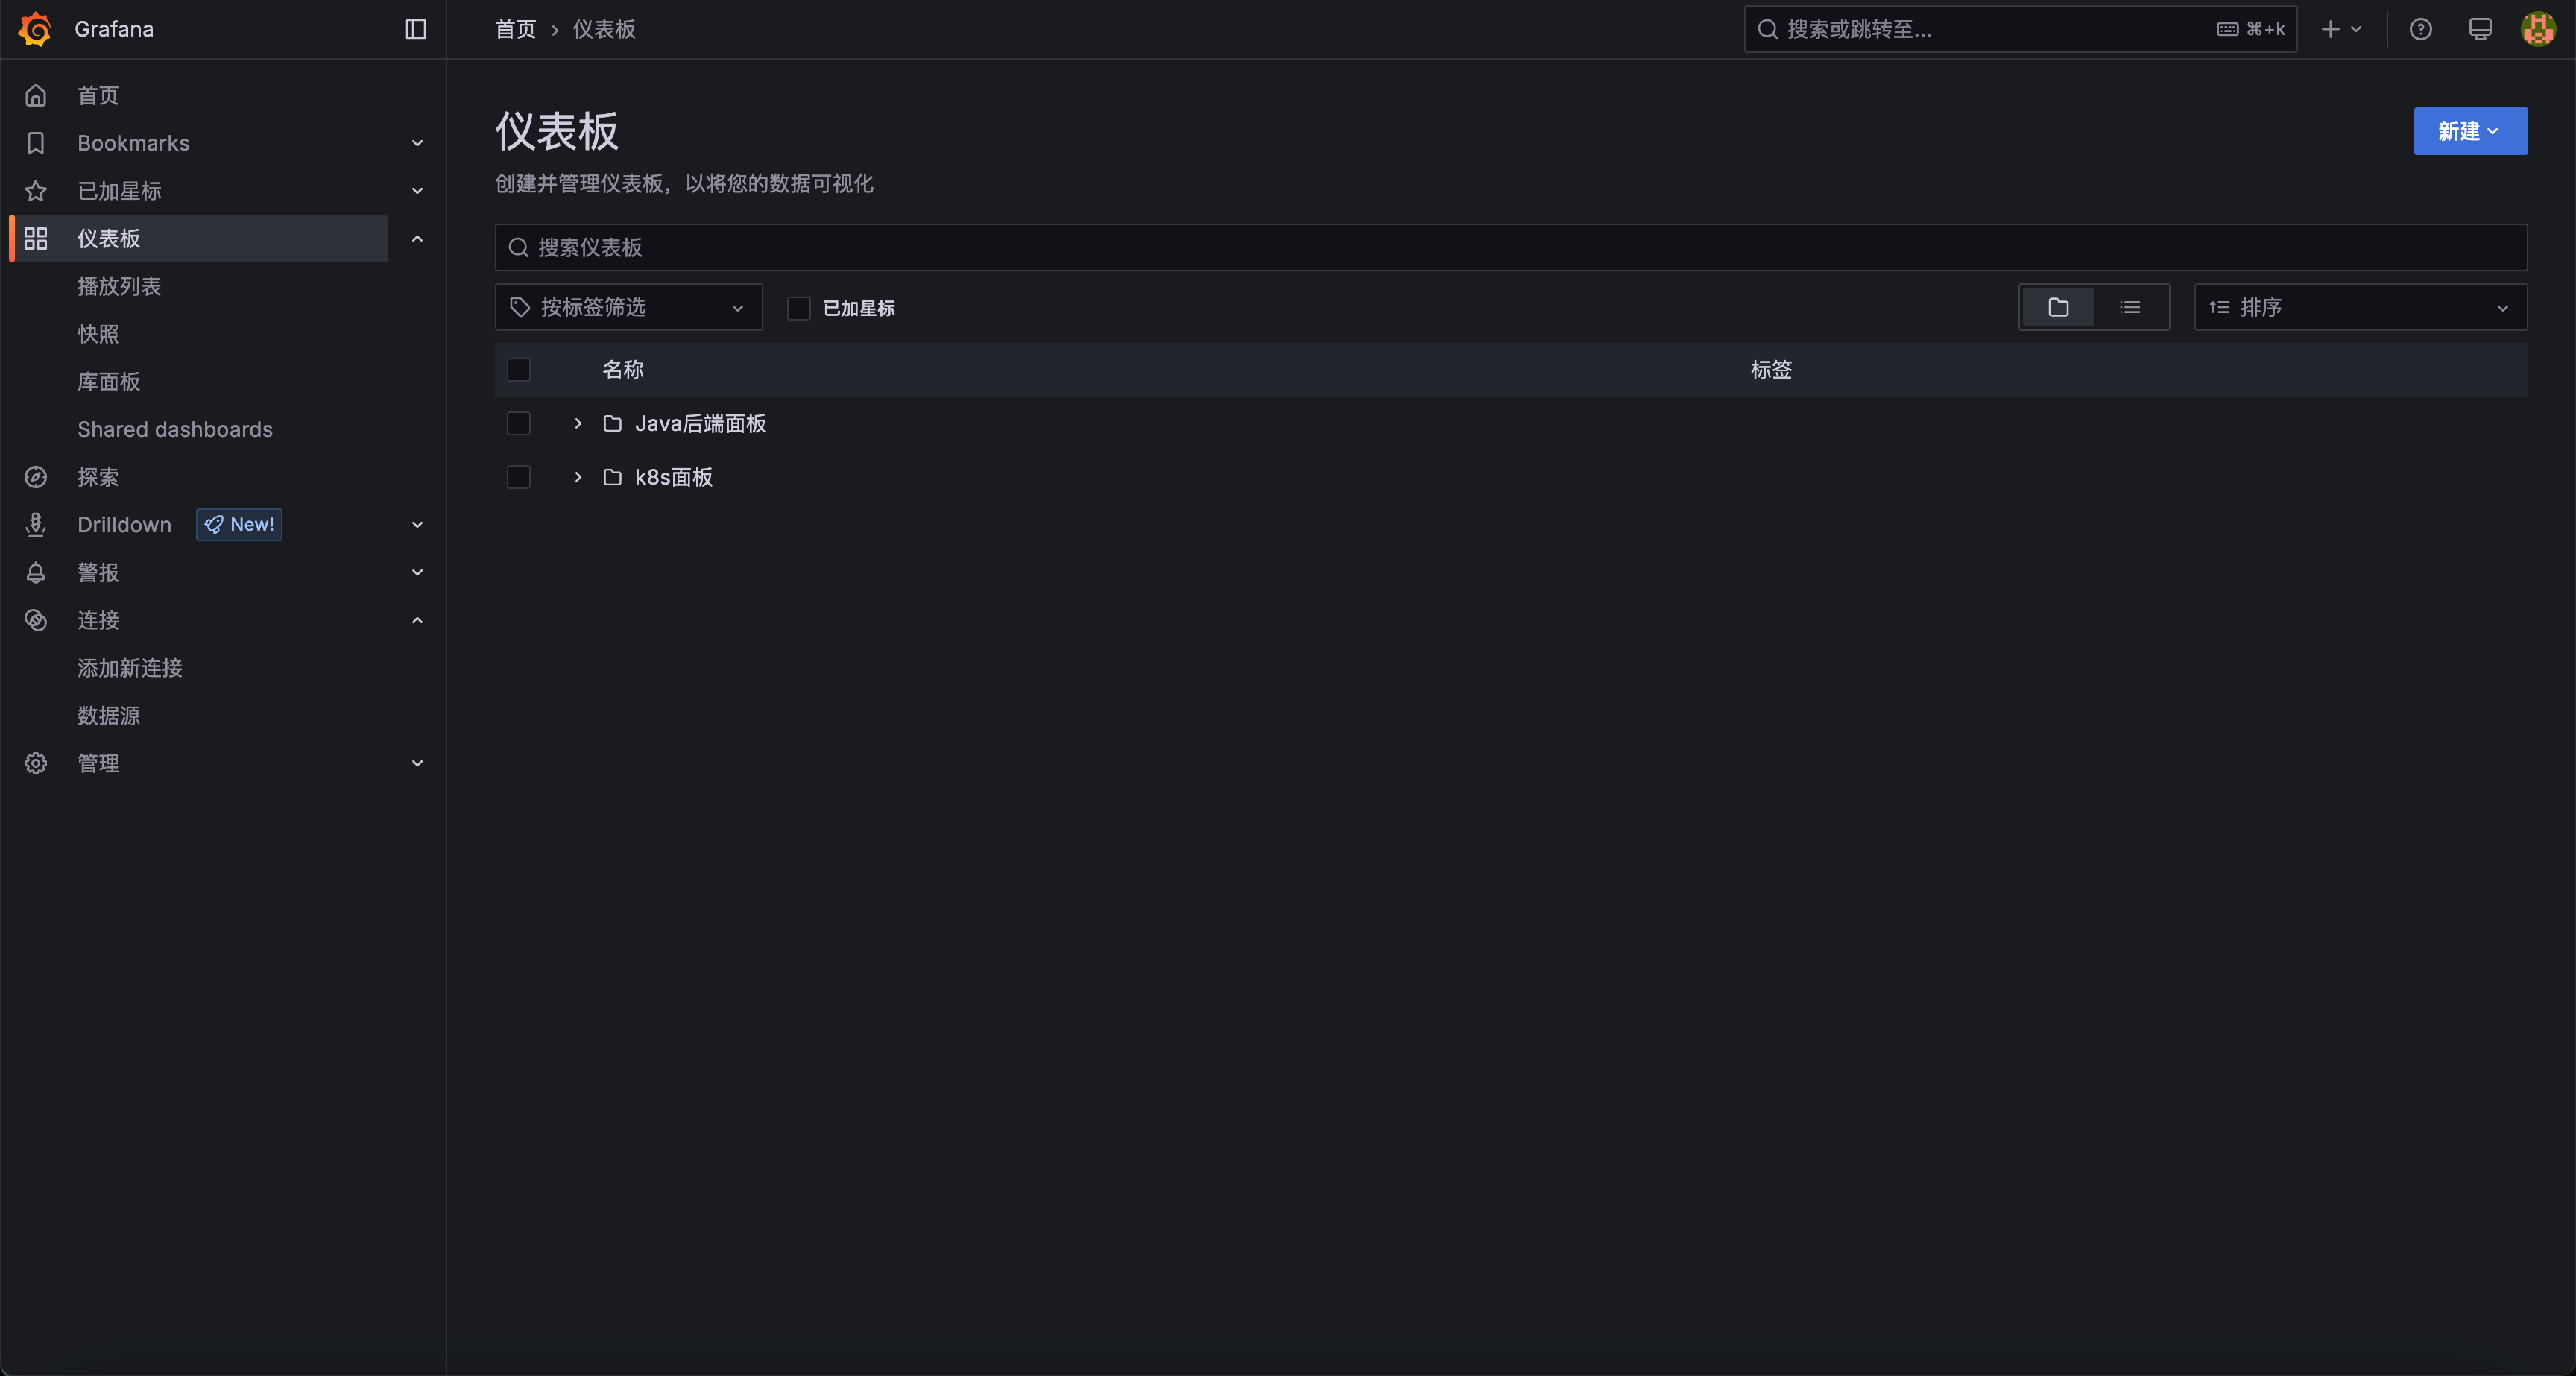 Grafana
首页 › 仪表板
搜索或跳转至...
⌘+k
首页
Bookmarks
已加星标
仪表板
播放列表
快照
库面板
Shared dashboards
探索
Drilldown New!
警报
连接
添加新连接
数据源
管理
仪表板
新建
创建并管理仪表板，以将您的数据可视化
搜索仪表板
按标签筛选
已加星标
排序
名称 标签
Java后端面板
k8s面板